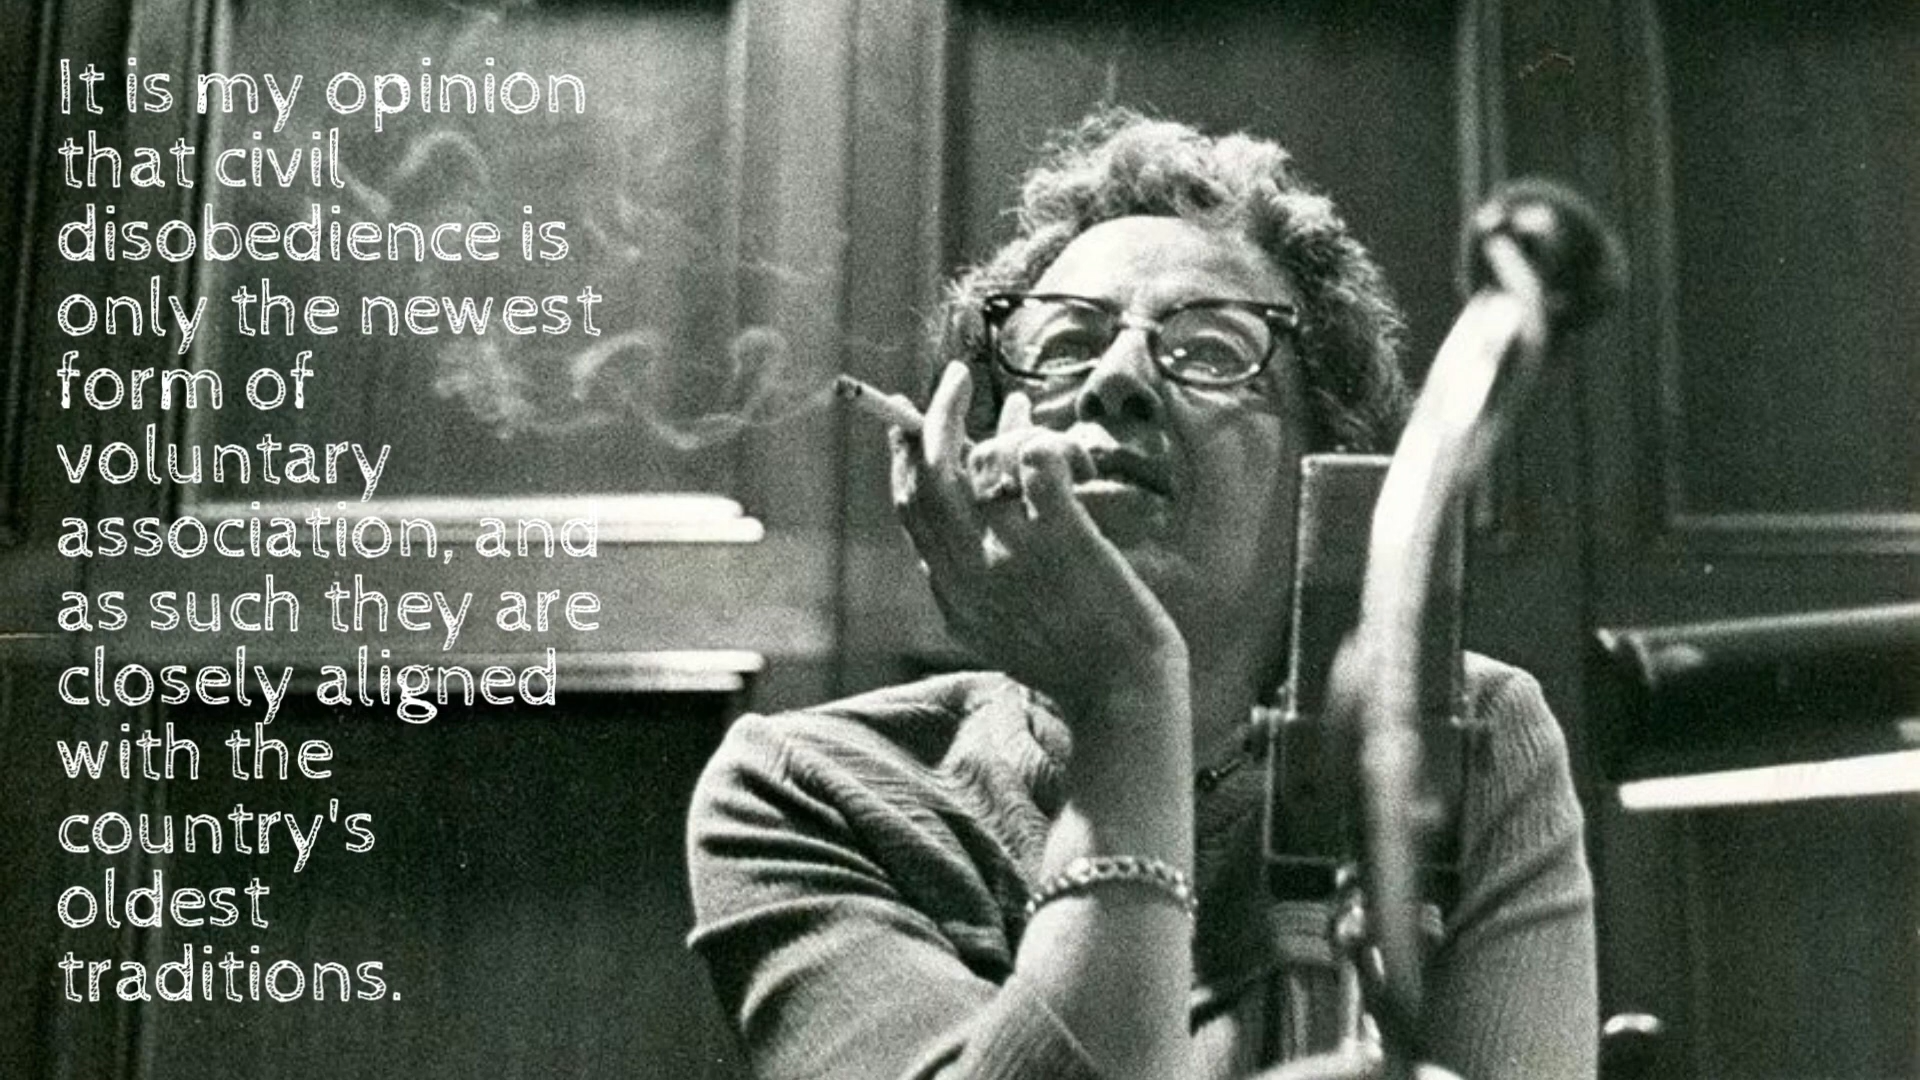 It is my opinion
that civil
disobedience is
only the newest
form of
voluntary
association, and
as such they are
closely aligned
with the
country's
oldest
traditions.